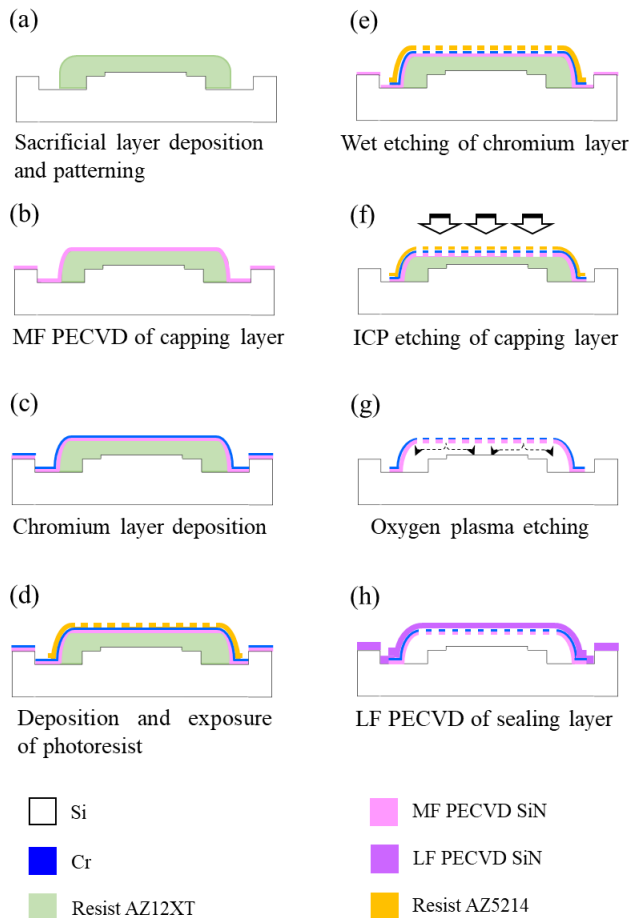 (a)
Sacrificial layer deposition
and patterning
(b)
MF PECVD of capping layer
(c)
Chromium layer deposition
(d)
Deposition and exposure
of photoresist
(e)
Wet etching of chromium layer
(f)
ICP etching of capping layer
(g)
Oxygen plasma etching
(h)
LF PECVD of sealing layer
Si
Cr
Resist AZ12XT
MF PECVD SiN
LF PECVD SiN
Resist AZ5214